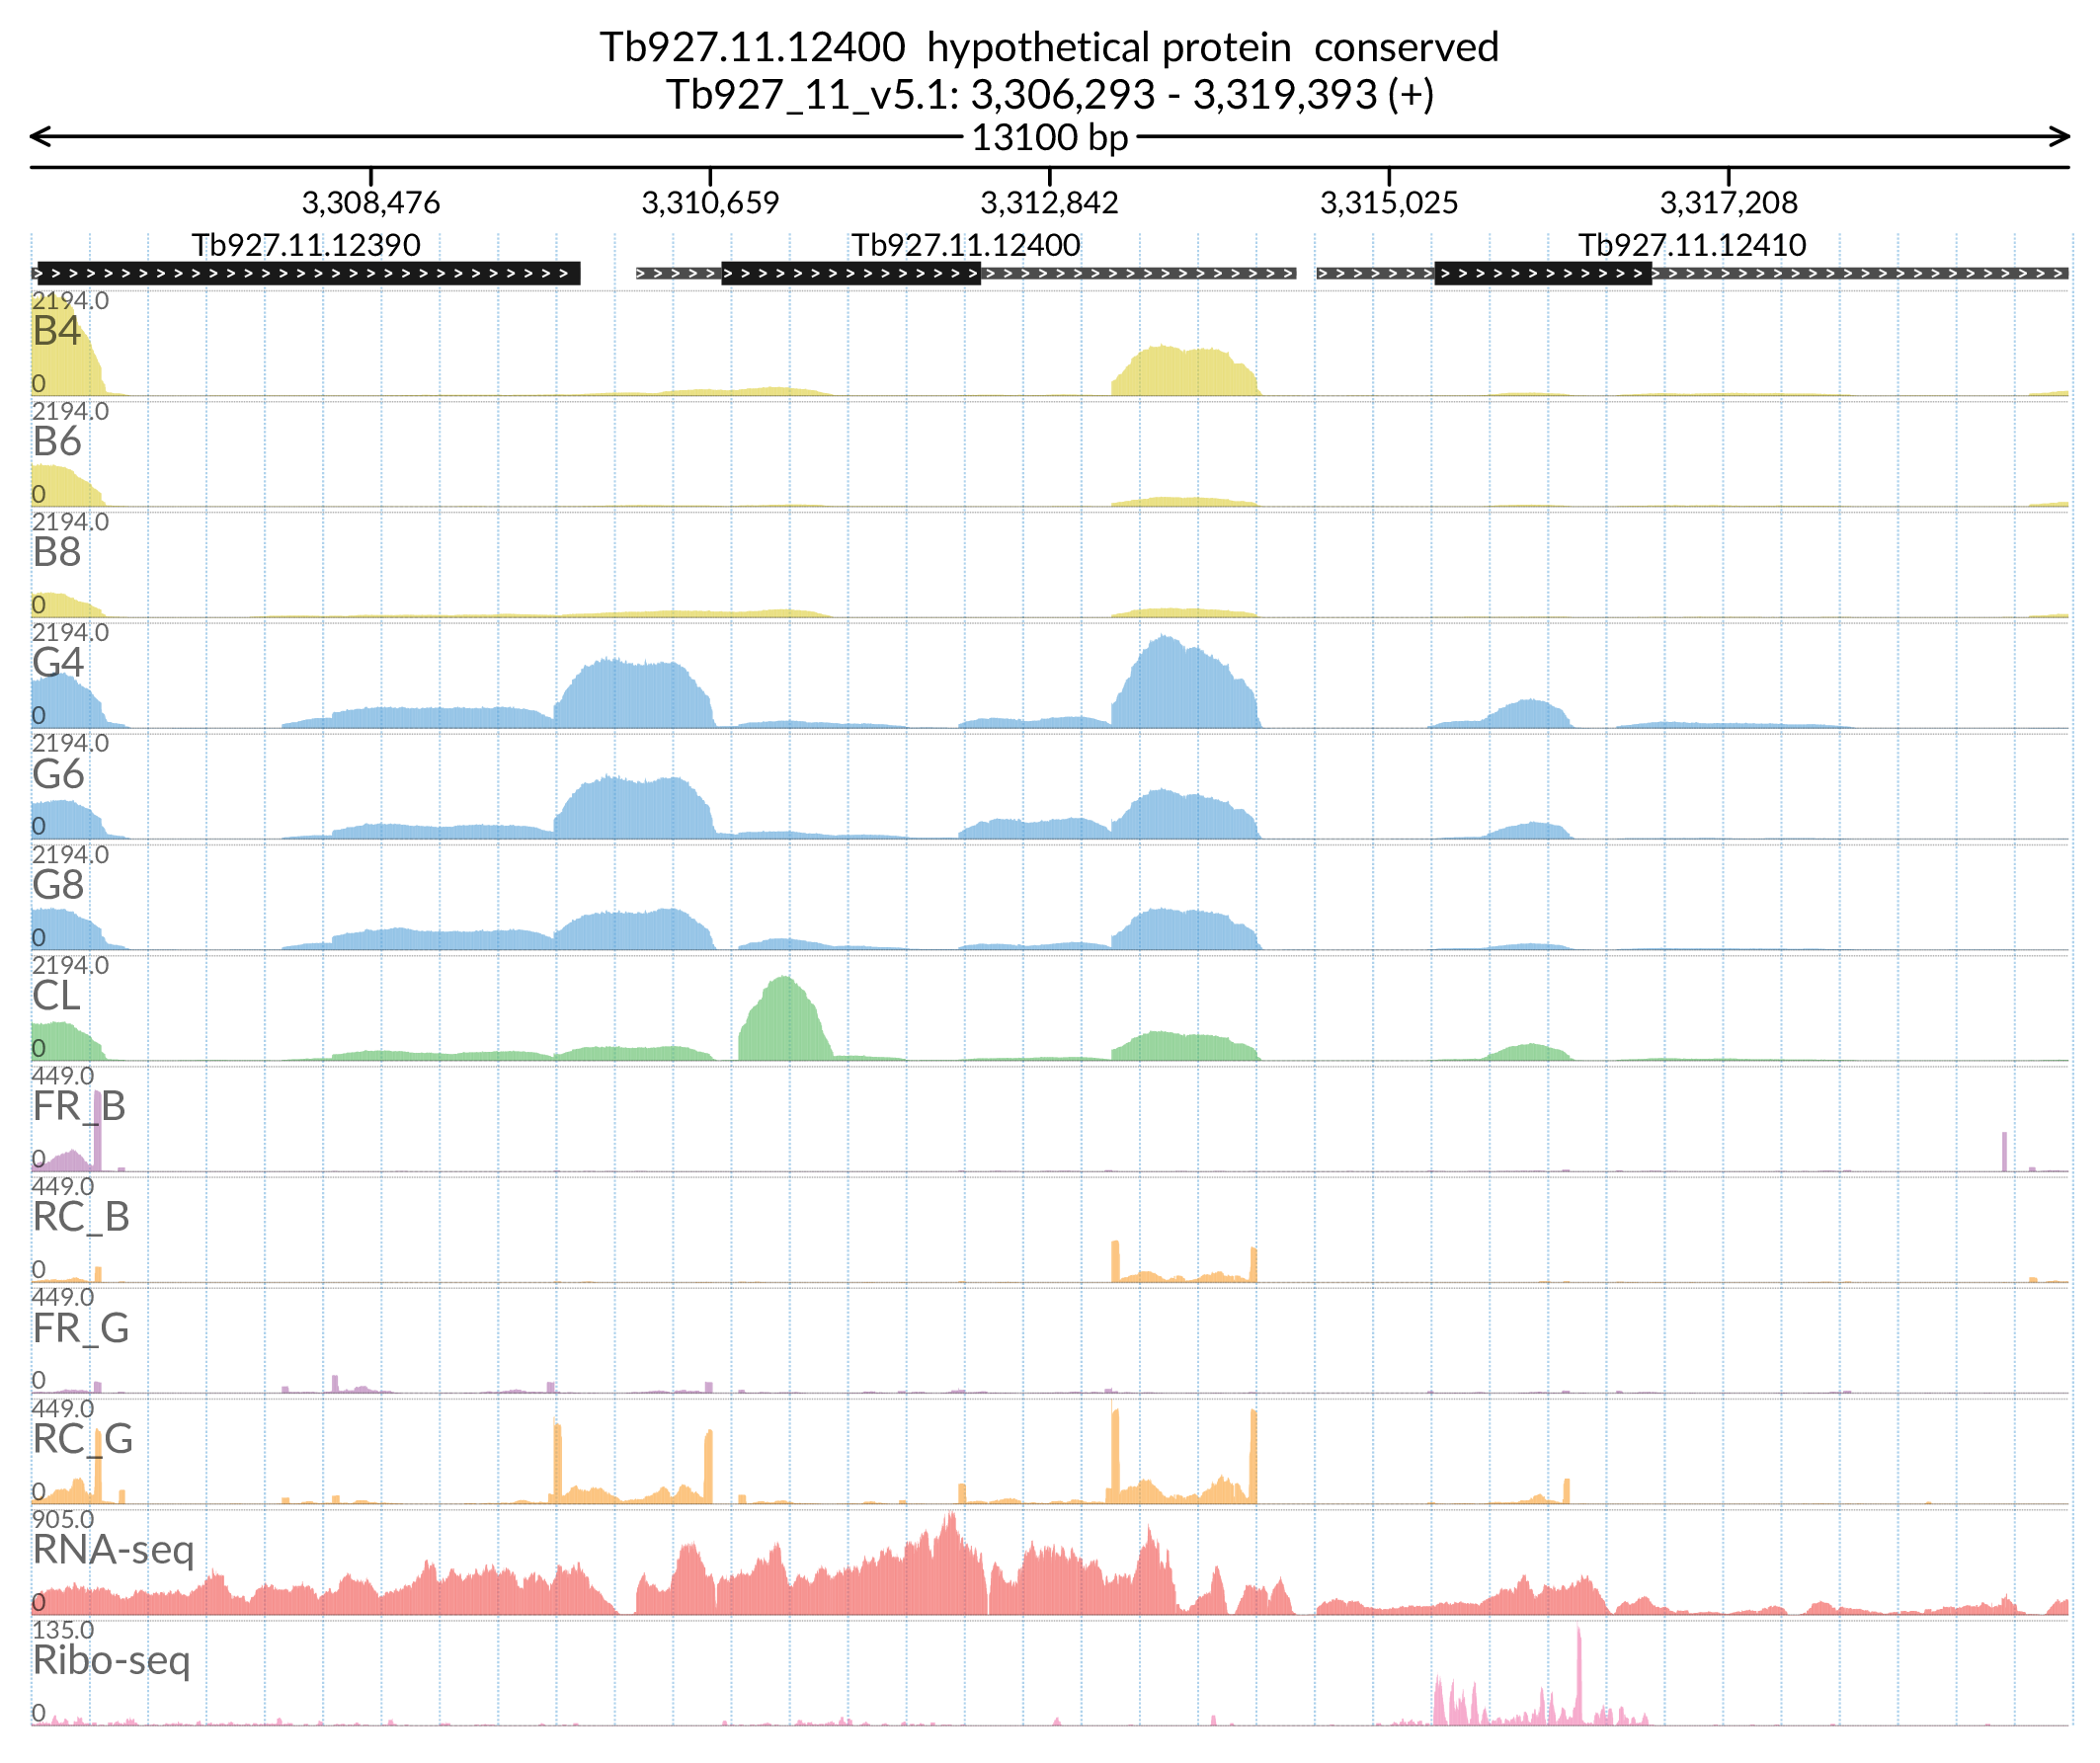 Tb927.11.12400 hypothetical protein conserved
Tb927_11_v5.1: 3,306,293 - 3,319,393 (+)
13100 bp
3,308,476 3,310,659 3,312,842 3,315,025 3,317,208
Tb927.11.12390 Tb927.11.12400 Tb927.11.12410
2194.0
B4
0
2194.0
B6
0
2194.0
B8
0
2194.0
G4
0
2194.0
G6
0
2194.0
G8
0
2194.0
CL
0
449.0
FR_B
0
449.0
RC_B
0
449.0
FR_G
0
449.0
RC_G
0
905.0
RNA-seq
0
135.0
Ribo-seq
0